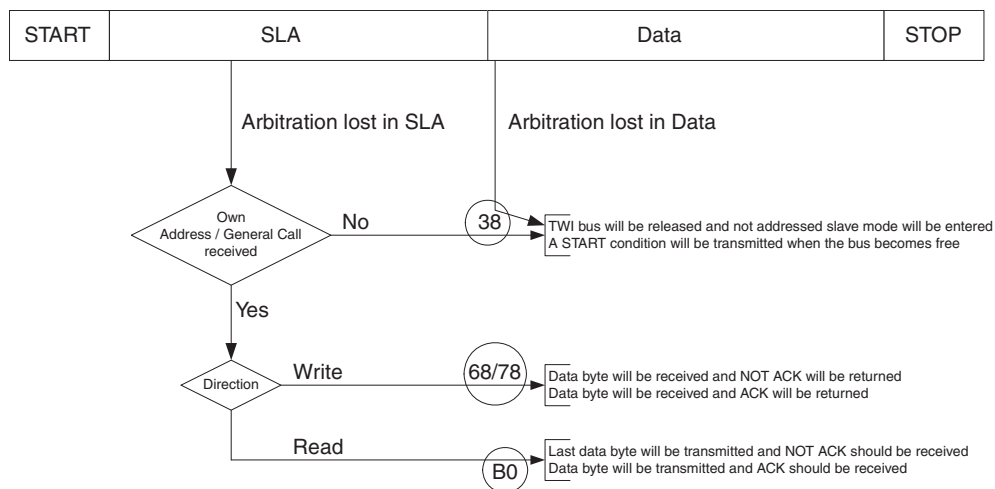 START SLA Data STOP
Arbitration lost in SLA Arbitration lost in Data
Own
Address / General Call
received
No
38
TWI bus will be released and not addressed slave mode will be entered
A START condition will be transmitted when the bus becomes free
Yes
Direction
Write
68/78
Data byte will be received and NOT ACK will be returned
Data byte will be received and ACK will be returned
Read
B0
Last data byte will be transmitted and NOT ACK should be received
Data byte will be transmitted and ACK should be received